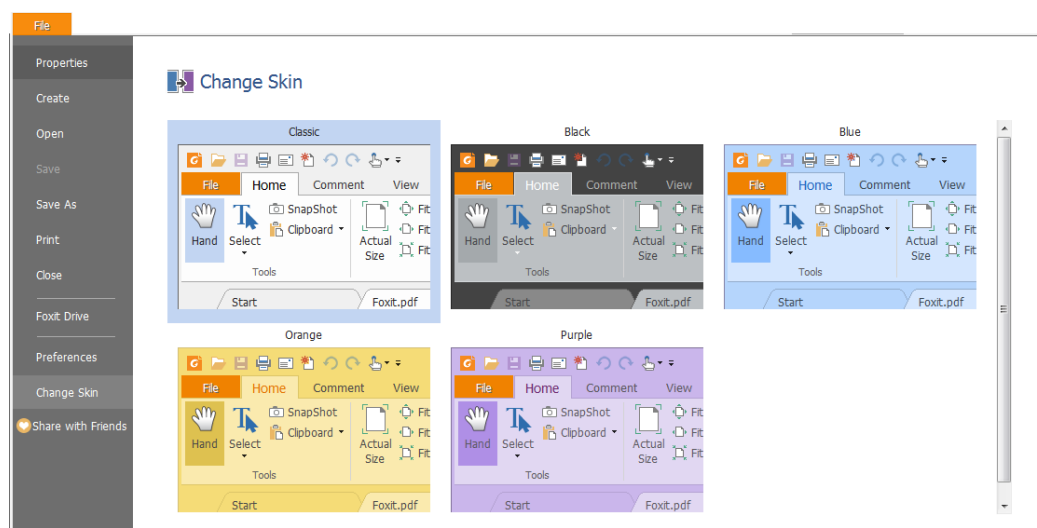 File
Properties
Create
Open
Save
Save As
Print
Close
Foxit Drive
Preferences
Change Skin
Share with Friends
Change Skin
Classic
File Home Comment View
Hand
Select
SnapShot
Clipboard
Actual Size
Fit
Fit
Fit
Tools
Start Foxit.pdf
Black
File Home Comment View
Hand
Select
SnapShot
Clipboard
Actual Size
Fit
Fit
Fit
Tools
Start Foxit.pdf
Blue
File Home Comment View
Hand
Select
SnapShot
Clipboard
Actual Size
Fit
Fit
Fit
Tools
Start Foxit.pdf
Orange
File Home Comment View
Hand
Select
SnapShot
Clipboard
Actual Size
Fit
Fit
Fit
Tools
Start Foxit.pdf
Purple
File Home Comment View
Hand
Select
SnapShot
Clipboard
Actual Size
Fit
Fit
Fit
Tools
Start Foxit.pdf